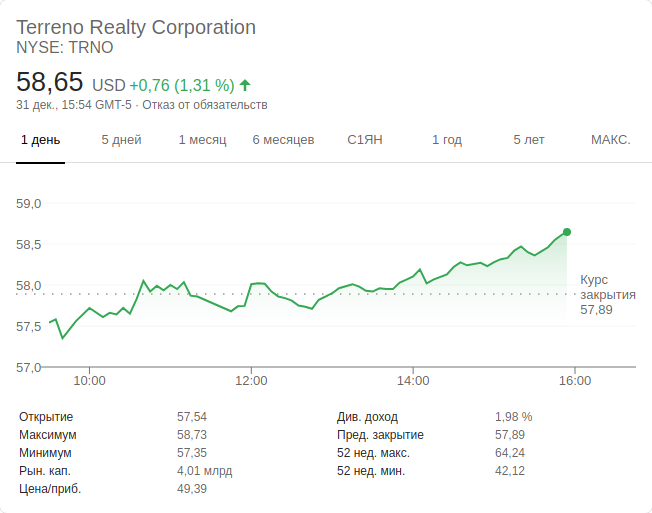 Terreno Realty Corporation
NYSE: TRNO
58,65 USD +0,76 (1,31 %)
31 дек., 15:54 GMT-5 · Отказ от обязательств
1 день 5 дней 1 месяц 6 месяцев С1ЯН 1 год 5 лет МАКС.
59,0
58,5
58,0
57,5
57,0
Курс
закрытия
57,89
10:00 12:00 14:00 16:00
Открытие 57,54 Див. доход 1,98 %
Максимум 58,73 Пред. закрытие 57,89
Минимум 57,35 52 нед. макс. 64,24
Рын. кап. 4,01 млрд 52 нед. мин. 42,12
Цена/приб. 49,39